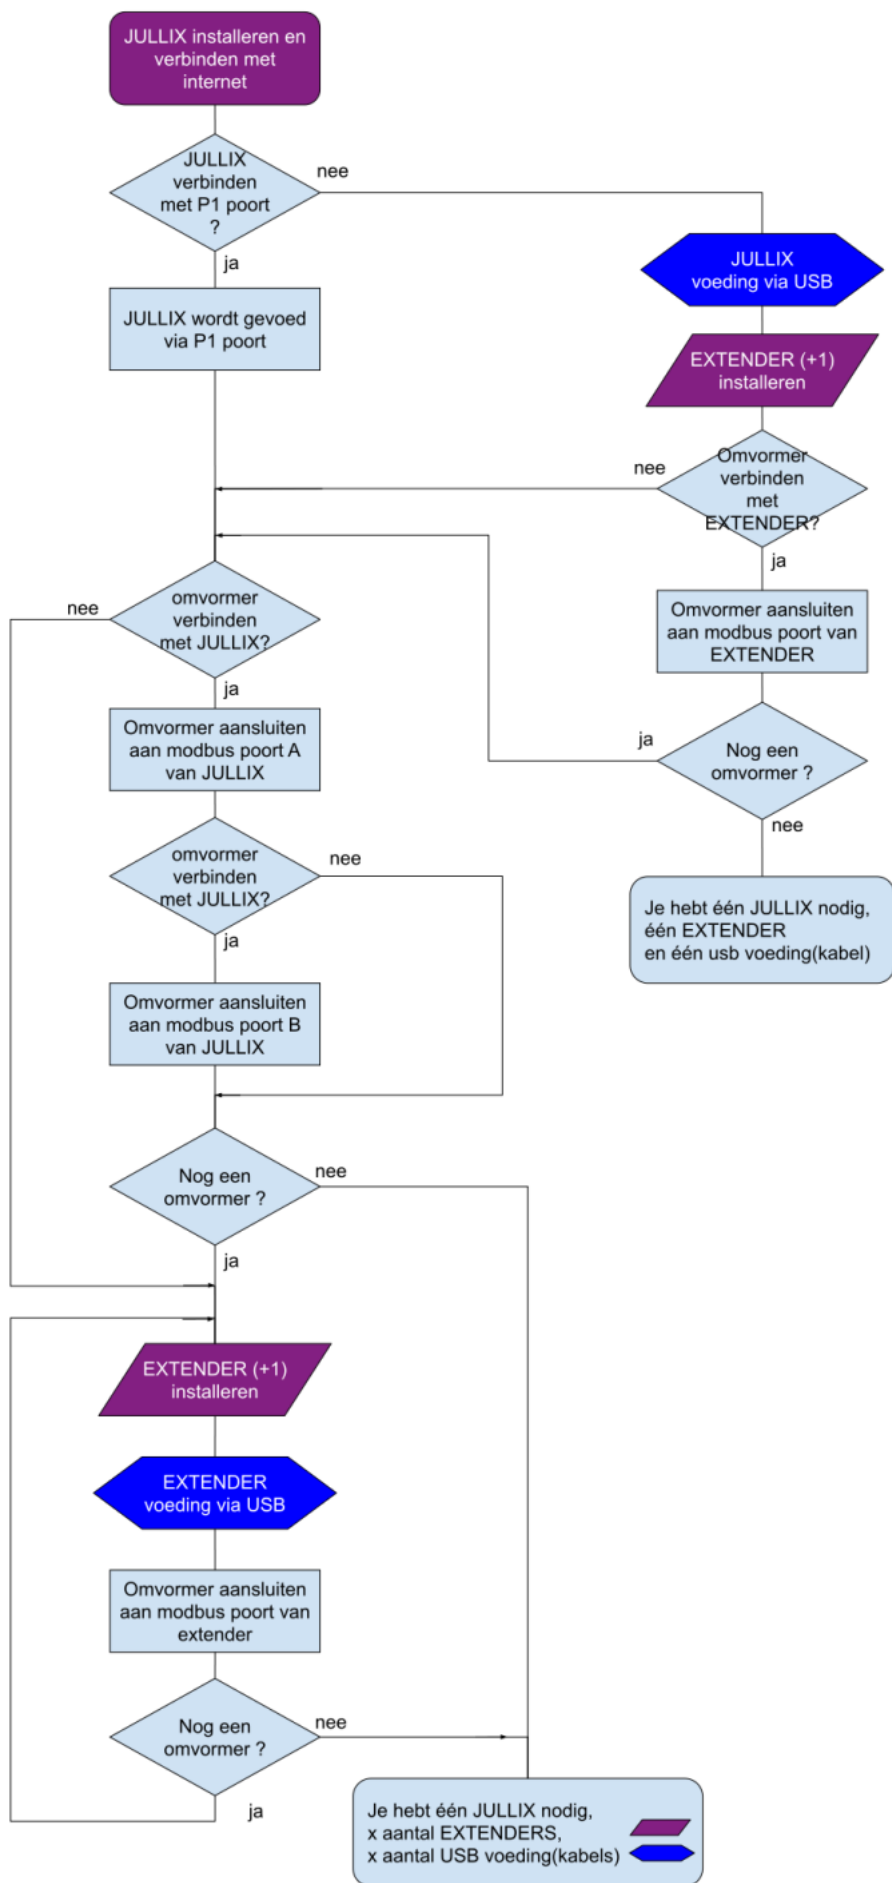 JULLIX installeren en
verbinden met
internet
JULLIX
verbinden
met P1 poort
?
nee
ja
JULLIX
voeding via USB
JULLIX wordt gevoed
via P1 poort
EXTENDER (+1)
installeren
Omvormer
verbinden
met
EXTENDER?
nee
ja
omvormer
verbinden
met JULLIX?
nee
ja
Omvormer aansluiten
aan modbus poort van
EXTENDER
Omvormer aansluiten
aan modbus poort A
van JULLIX
Nog een
omvormer ?
ja
nee
omvormer
verbinden
met JULLIX?
nee
ja
Je hebt één JULLIX nodig,
één EXTENDER
en één usb voeding(kabel)
Omvormer aansluiten
aan modbus poort B
van JULLIX
Nog een
omvormer ?
nee
ja
EXTENDER (+1)
installeren
EXTENDER
voeding via USB
Omvormer aansluiten
aan modbus poort van
extender
Nog een
omvormer ?
nee
ja
Je hebt één JULLIX nodig,
x aantal EXTENDERS,
x aantal USB voeding(kabels)